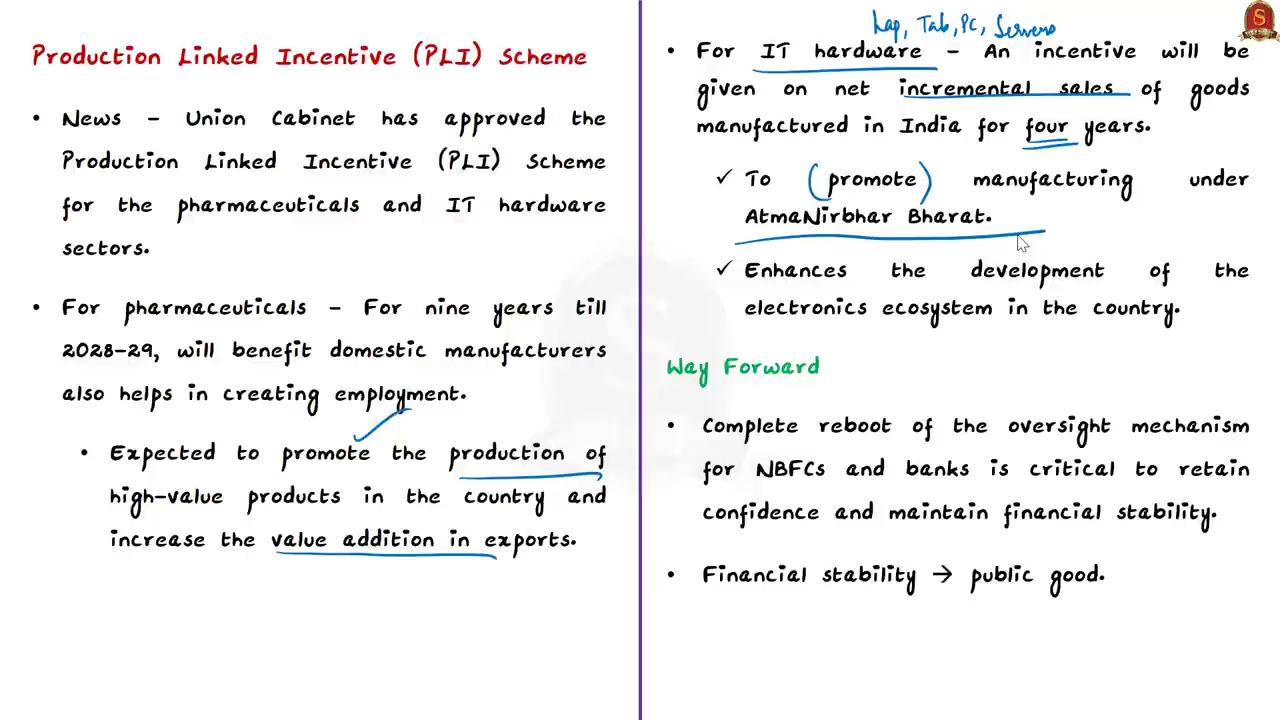 Production Linked Incentive (PLI) Scheme
• News – Union Cabinet has approved the
Production Linked Incentive (PLI) Scheme
for the pharmaceuticals and IT hardware
sectors.
• For pharmaceuticals – For nine years till
2028-29, will benefit domestic manufacturers
also helps in creating employment.
• Expected to promote the production of
high-value products in the country and
increase the value addition in exports.
Lap, Tab, PC, Servers
• For IT hardware – An incentive will be
given on net incremental sales of goods
manufactured in India for four years.
✓ To (promote) manufacturing under
AtmaNirbhar Bharat.
✓ Enhances the development of the
electronics ecosystem in the country.
Way Forward
• Complete reboot of the oversight mechanism
for NBFCs and banks is critical to retain
confidence and maintain financial stability.
• Financial stability → public good.
S